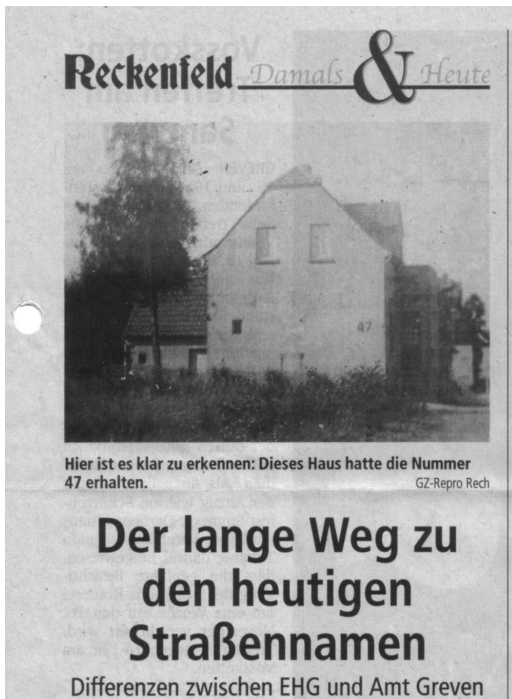 Reckenfeld Damals & Heute
47
Hier ist es klar zu erkennen: Dieses Haus hatte die Nummer
47 erhalten.
GZ-Repro Rech
Der lange Weg zu
den heutigen
Straßennamen
Differenzen zwischen EHG und Amt Greven